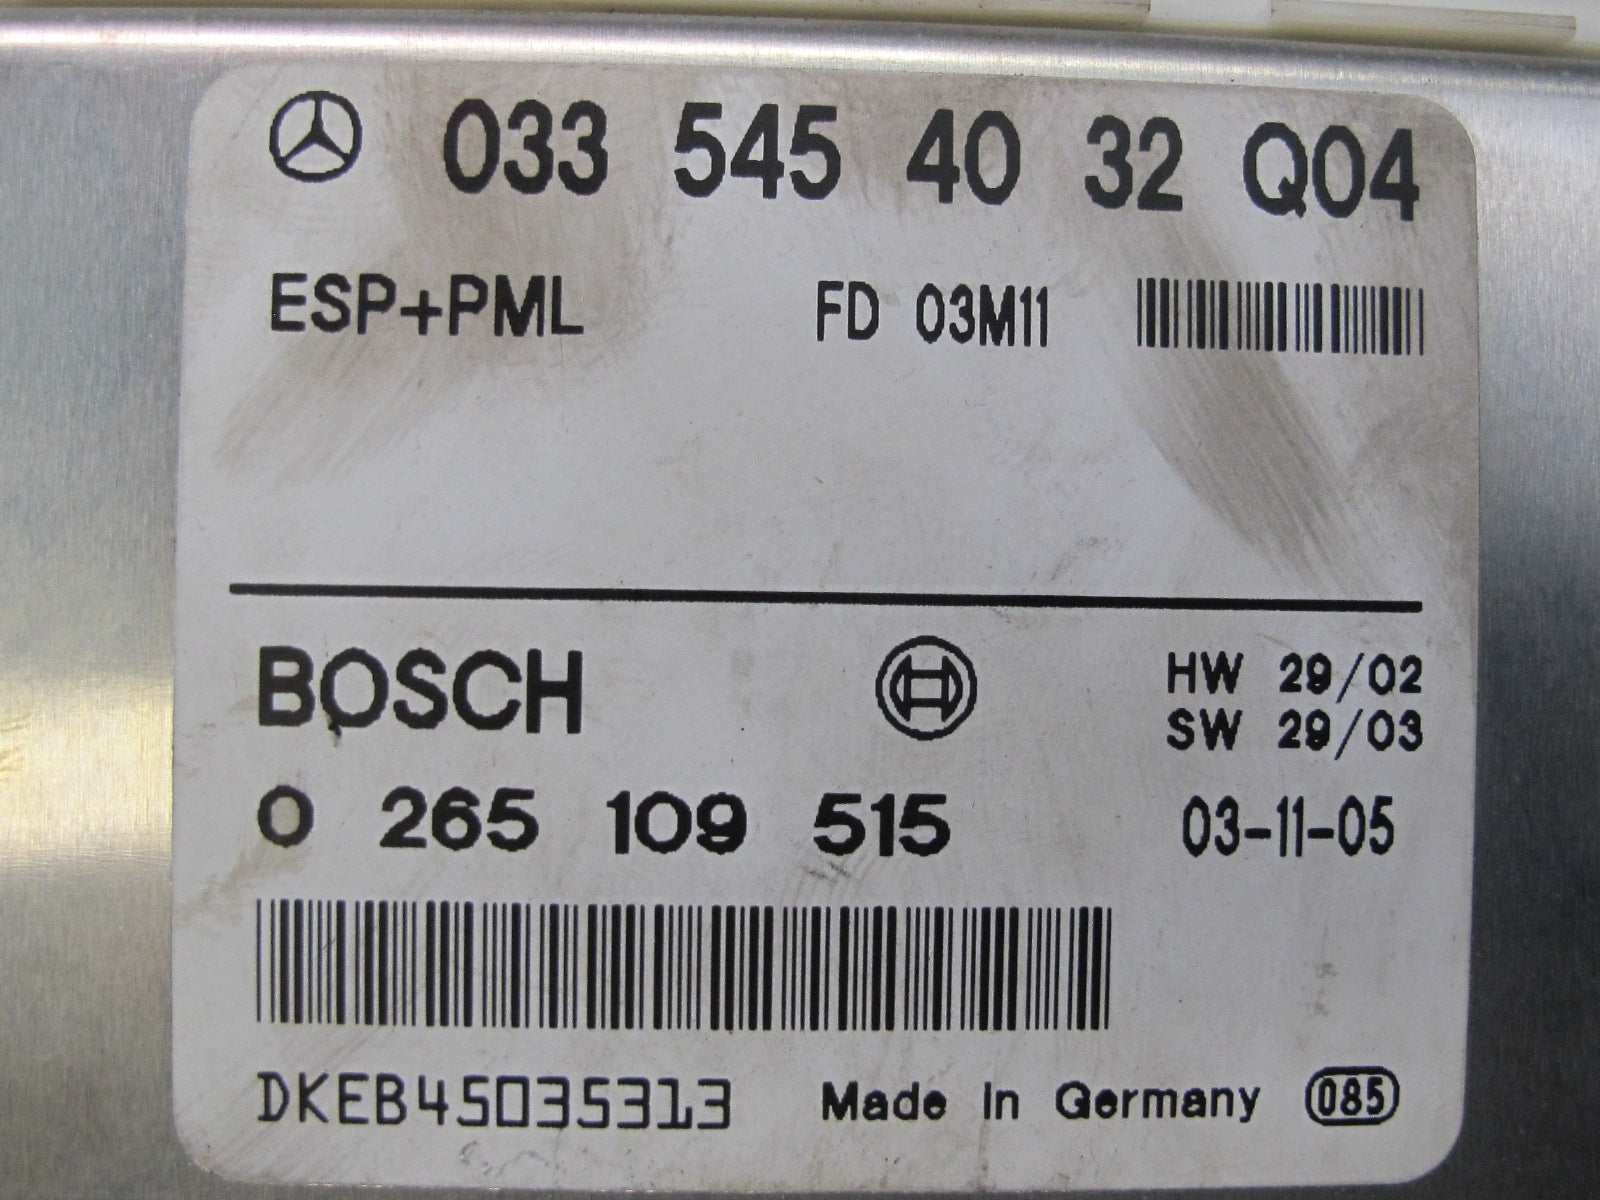 033 545 40 32 Q04
ESP+PML FD 03M11
BOSCH HW 29/02
SW 29/03
0 265 109 515 03-11-05
DKEB45035313 Made in Germany 085